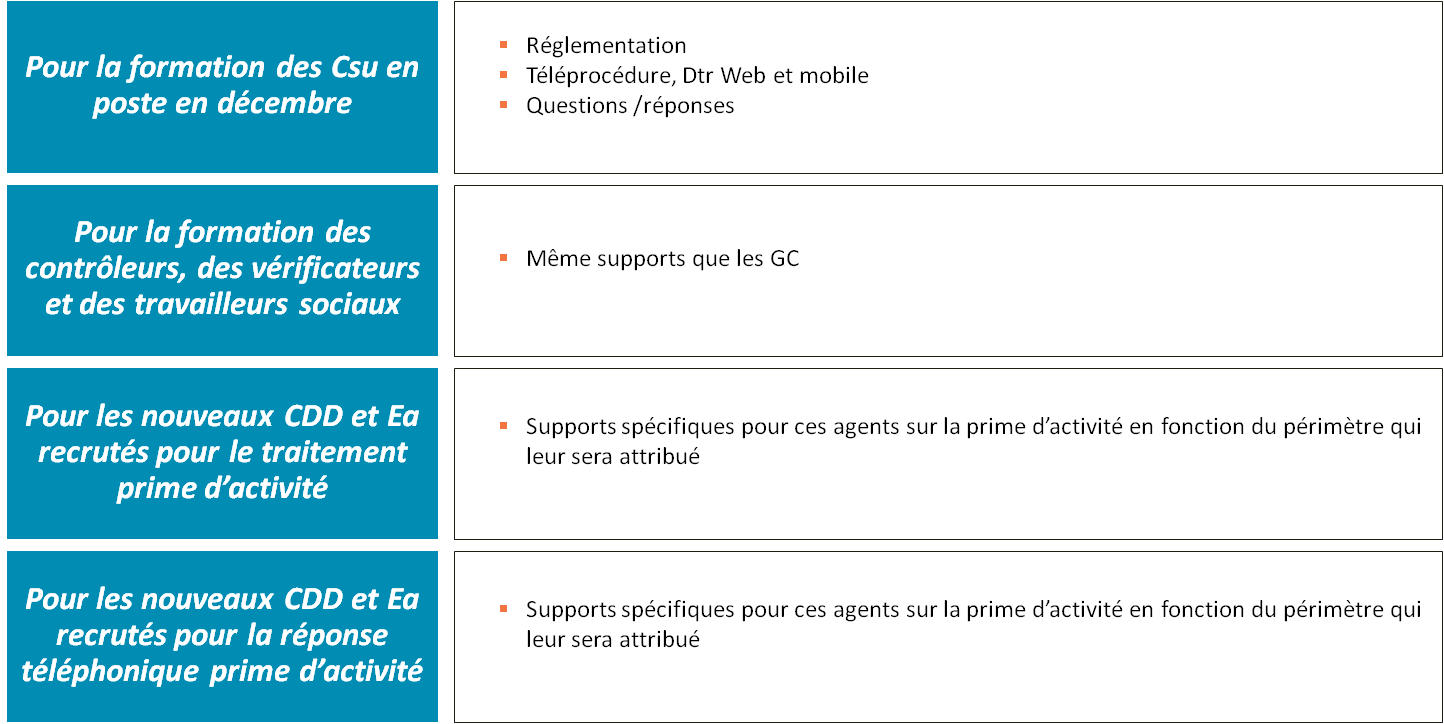 Pour la formation des Csu en
poste en décembre
Réglementation
Téléprocédure, Dtr Web et mobile
Questions /réponses
Pour la formation des
contrôleurs, des vérificateurs
et des travailleurs sociaux
Même supports que les GC
Pour les nouveaux CDD et Ea
recrutés pour le traitement
prime d’activité
Supports spécifiques pour ces agents sur la prime d’activité en fonction du périmètre qui
leur sera attribué
Pour les nouveaux CDD et Ea
recrutés pour la réponse
téléphonique prime d’activité
Supports spécifiques pour ces agents sur la prime d’activité en fonction du périmètre qui
leur sera attribué